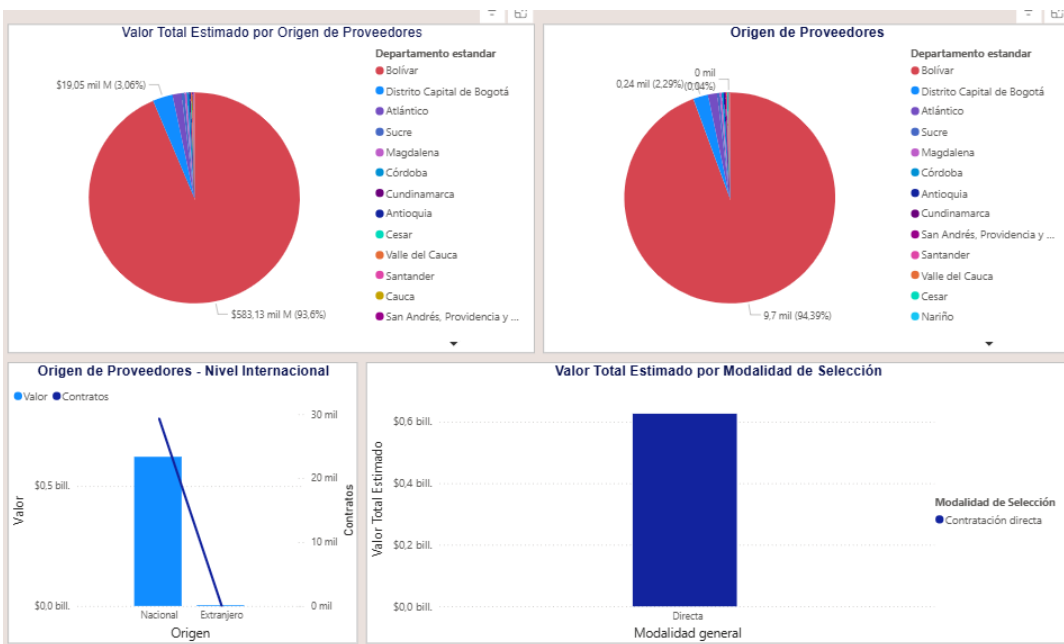 Valor Total Estimado por Origen de Proveedores
Departamento estandar
Bolívar
Distrito Capital de Bogotá
Atlántico
Sucre
Magdalena
Córdoba
Cundinamarca
Antioquia
Cesar
Valle del Cauca
Santander
Cauca
San Andrés, Providencia y ...
$19,05 mil M (3,06%)
$583,13 mil M (93,6%)
Origen de Proveedores
Departamento estandar
Bolívar
Distrito Capital de Bogotá
Atlántico
Sucre
Magdalena
Córdoba
Antioquia
Cundinamarca
San Andrés, Providencia y ...
Santander
Valle del Cauca
Cesar
Nariño
0 mil
(0,04%)
0,24 mil (2,29%)
9,7 mil (94,39%)
Origen de Proveedores - Nivel Internacional
Valor Contratos
30 mil
20 mil
10 mil
0 mil
Contratos
$0,5 bill.
$0,0 bill.
Valor
Nacional Extranjero
Origen
Valor Total Estimado por Modalidad de Selección
$0,6 bill.
$0,4 bill.
$0,2 bill.
$0,0 bill.
Valor Total Estimado
Directa
Modalidad general
Modalidad de Selección
Contratación directa